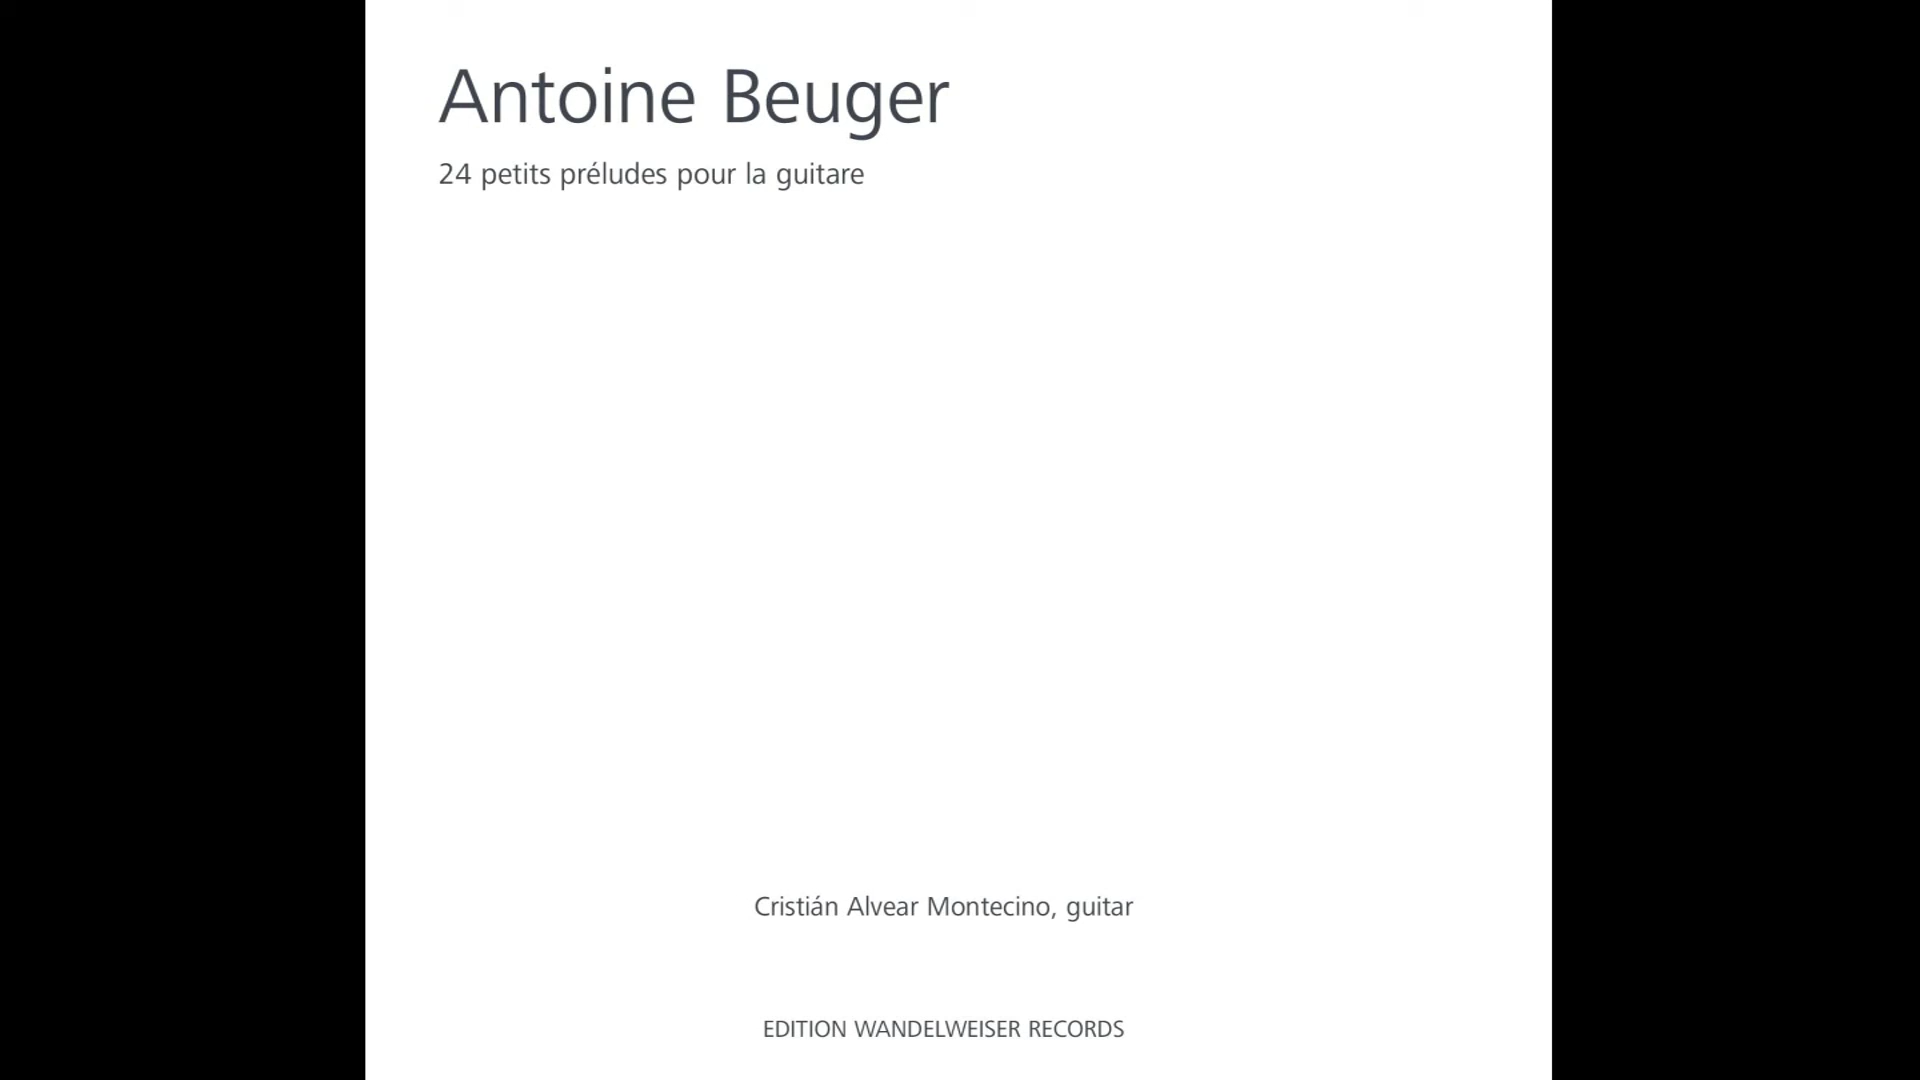 Antoine Beuger
24 petits préludes pour la guitare
Cristián Alvear Montecino, guitar
EDITION WANDELWEISER RECORDS